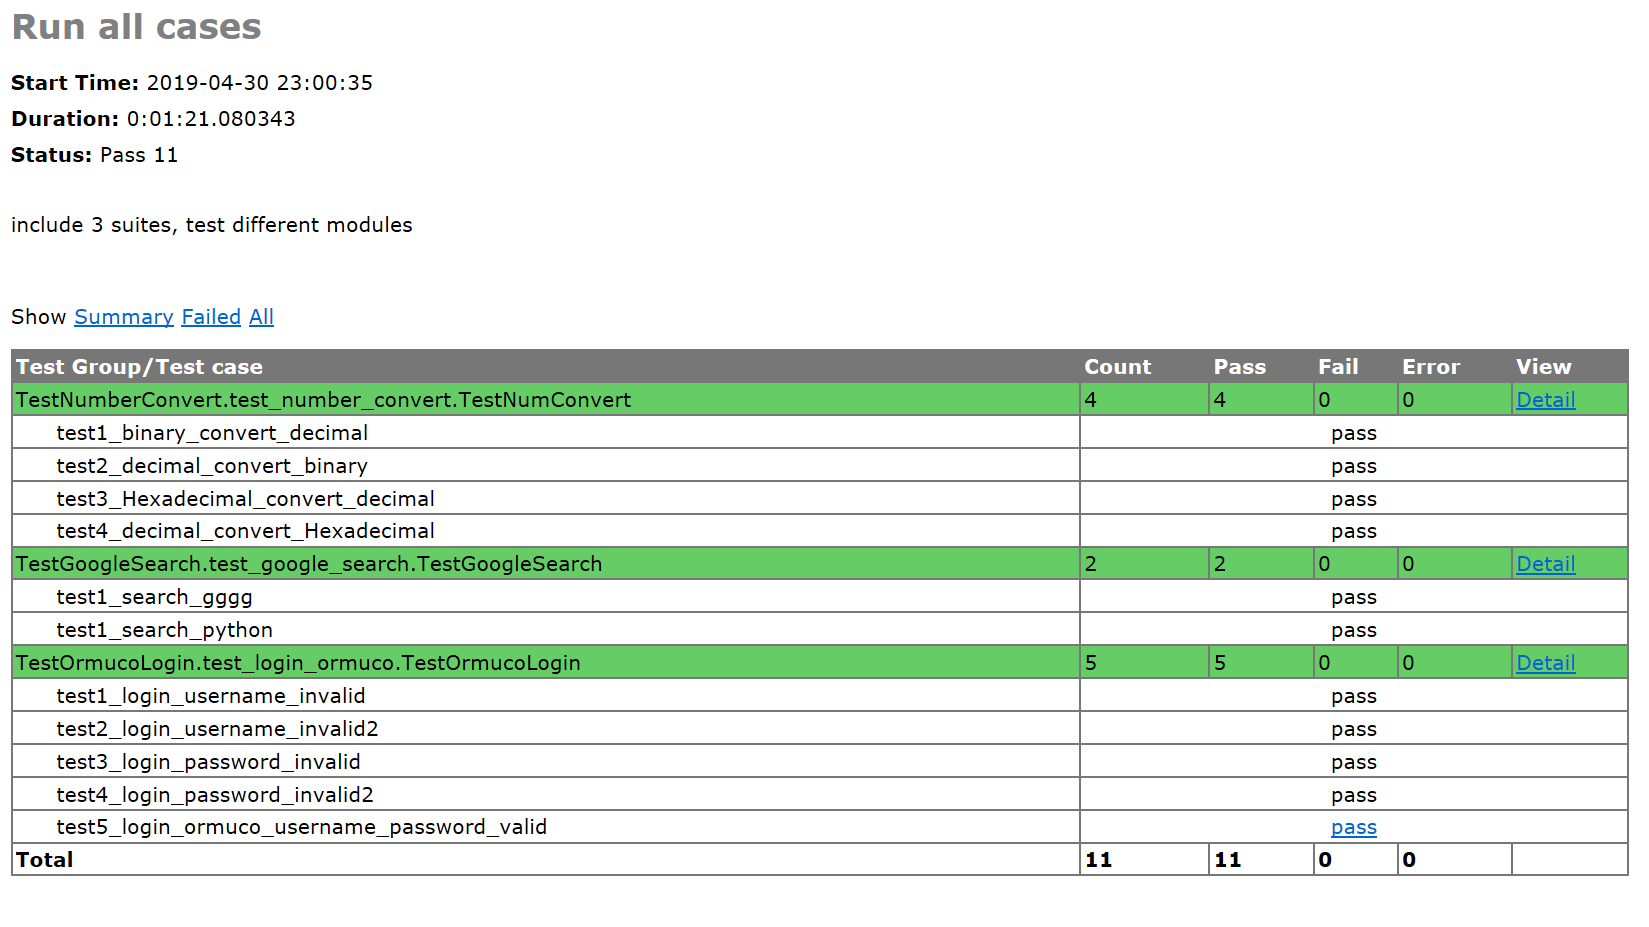 Run all cases
Start Time: 2019-04-30 23:00:35
Duration: 0:01:21.080343
Status: Pass 11
include 3 suites, test different modules
Show Summary Failed All
Test Group/Test case Count Pass Fail Error View
TestNumberConvert.test_number_convert.TestNumConvert 4 4 0 0 Detail
test1_binary_convert_decimal pass
test2_decimal_convert_binary pass
test3_Hexadecimal_convert_decimal pass
test4_decimal_convert_Hexadecimal pass
TestGoogleSearch.test_google_search.TestGoogleSearch 2 2 0 0 Detail
test1_search_gggg pass
test1_search_python pass
TestOrmucoLogin.test_login_ormuco.TestOrmucoLogin 5 5 0 0 Detail
test1_login_username_invalid pass
test2_login_username_invalid2 pass
test3_login_password_invalid pass
test4_login_password_invalid2 pass
test5_login_ormuco_username_password_valid pass
Total 11 11 0 0